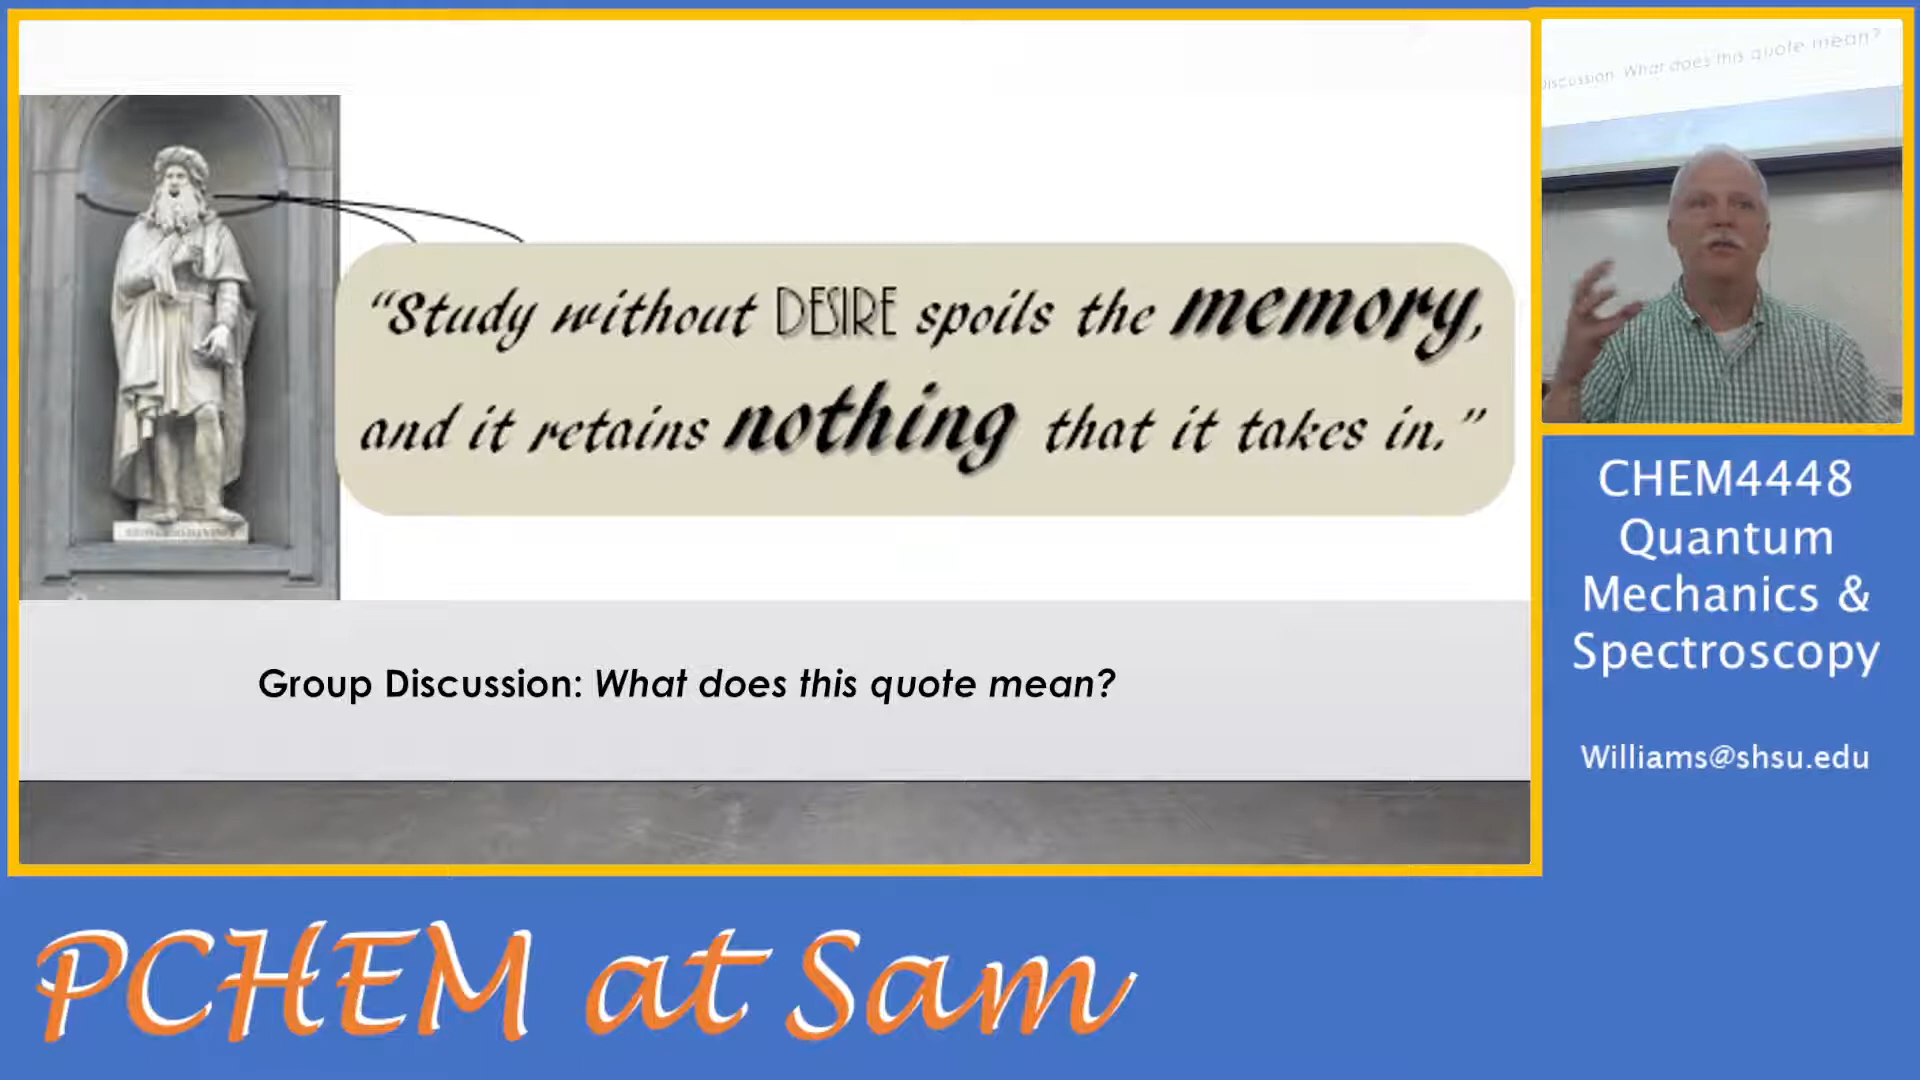 “Study without DESIRE spoils the memory,
and it retains nothing that it takes in.”
Group Discussion: What does this quote mean?
Discussion: What does this quote mean?
CHEM4448
Quantum
Mechanics &
Spectroscopy
Williams@shsu.edu
PCHEM at Sam